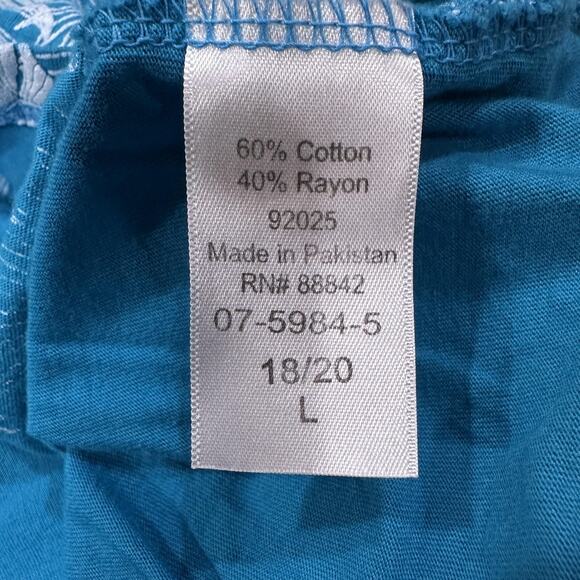 60% Cotton
40% Rayon
92025
Made in Pakistan
RN# 88842
07-5984-5
18/20
L